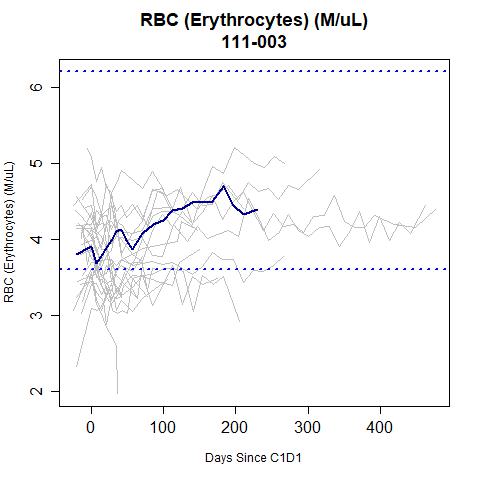 RBC (Erythrocytes) (M/uL)
111-003
RBC (Erythrocytes) (M/uL)
6
5
4
3
2
0 100 200 300 400
Days Since C1D1